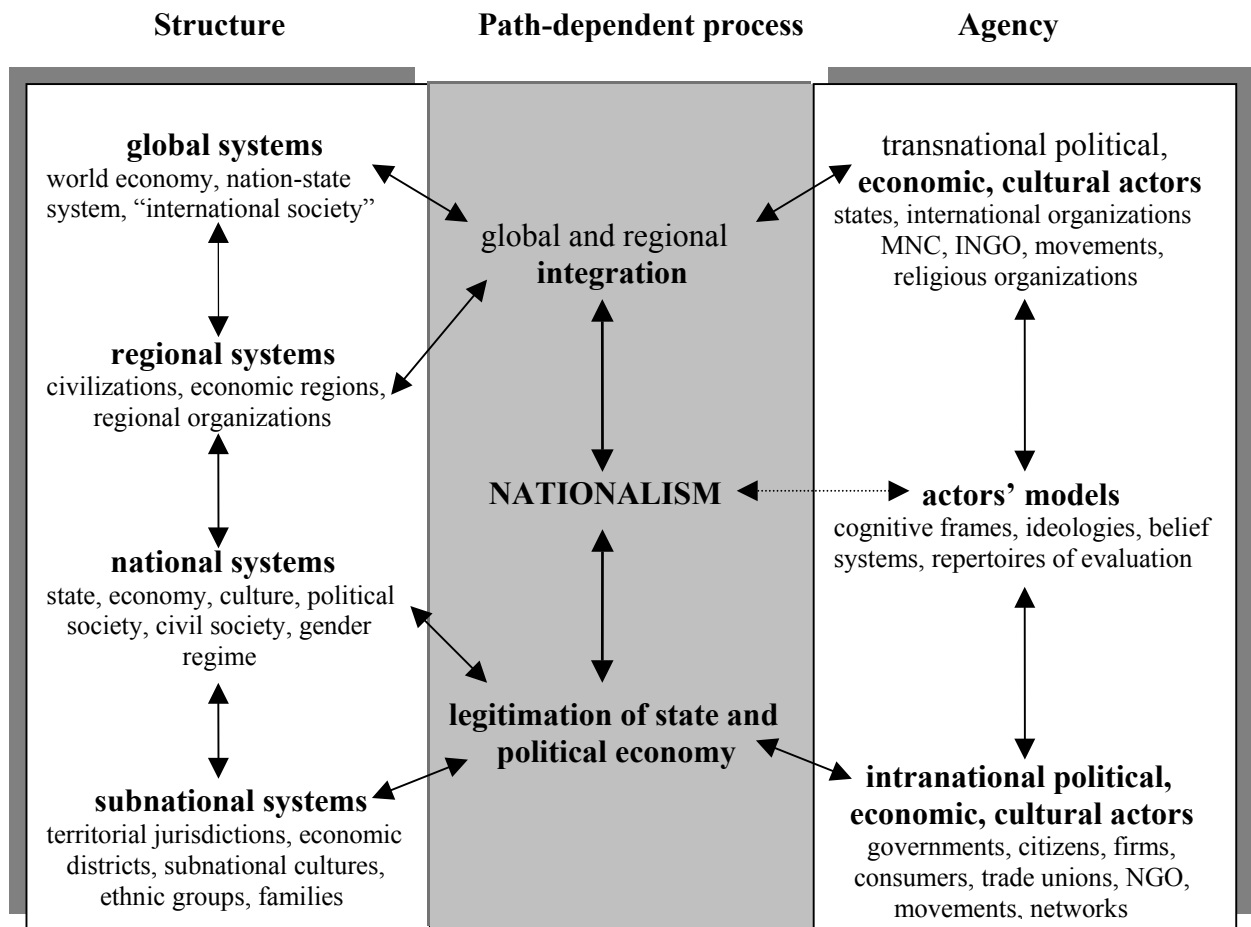 Structure
Path-dependent process
Agency
global systems
world economy, nation-state
system, “international society”
regional systems
civilizations, economic regions,
regional organizations
national systems
state, economy, culture, political
society, civil society, gender
regime
subnational systems
territorial jurisdictions, economic
districts, subnational cultures,
ethnic groups, families
global and regional
integration
NATIONALISM
legitimation of state and
political economy
transnational political,
economic, cultural actors
states, international organizations
MNC, INGO, movements,
religious organizations
actors’ models
cognitive frames, ideologies, belief
systems, repertoires of evaluation
intranational political,
economic, cultural actors
governments, citizens, firms,
consumers, trade unions, NGO,
movements, networks